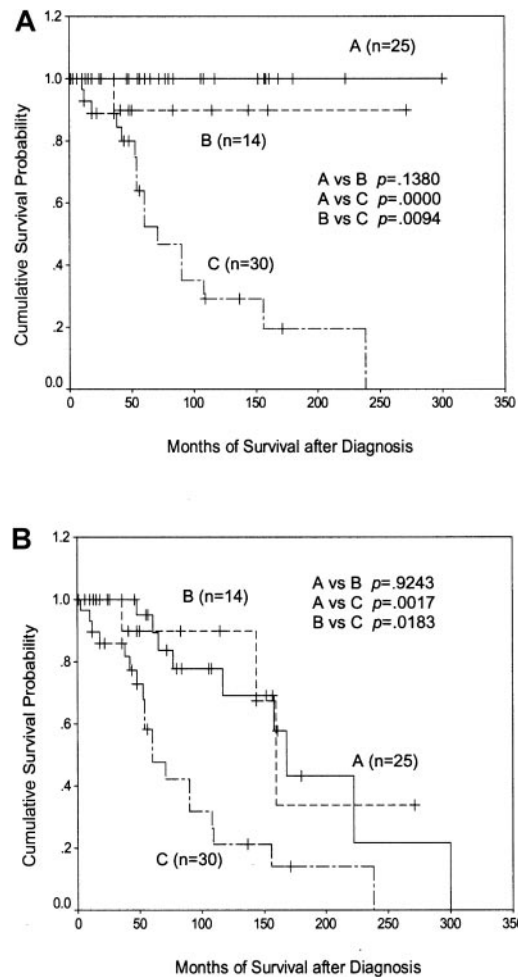 A
1.2
A (n=25)
1.0
B (n=14)
.8
A vs B p=.1380
A vs C p=.0000
B vs C p=.0094
.6
.4
C (n=30)
.2
0.0
0 50 100 150 200 250 300 350
Cumulative Survival Probability
Months of Survival after Diagnosis
B
1.2
A vs B p=.9243
A vs C p=.0017
B vs C p=.0183
B (n=14)
1.0
.8
.6
A (n=25)
.4
.2
C (n=30)
0.0
0 50 100 150 200 250 300 350
Cumulative Survival Probability
Months of Survival after Diagnosis